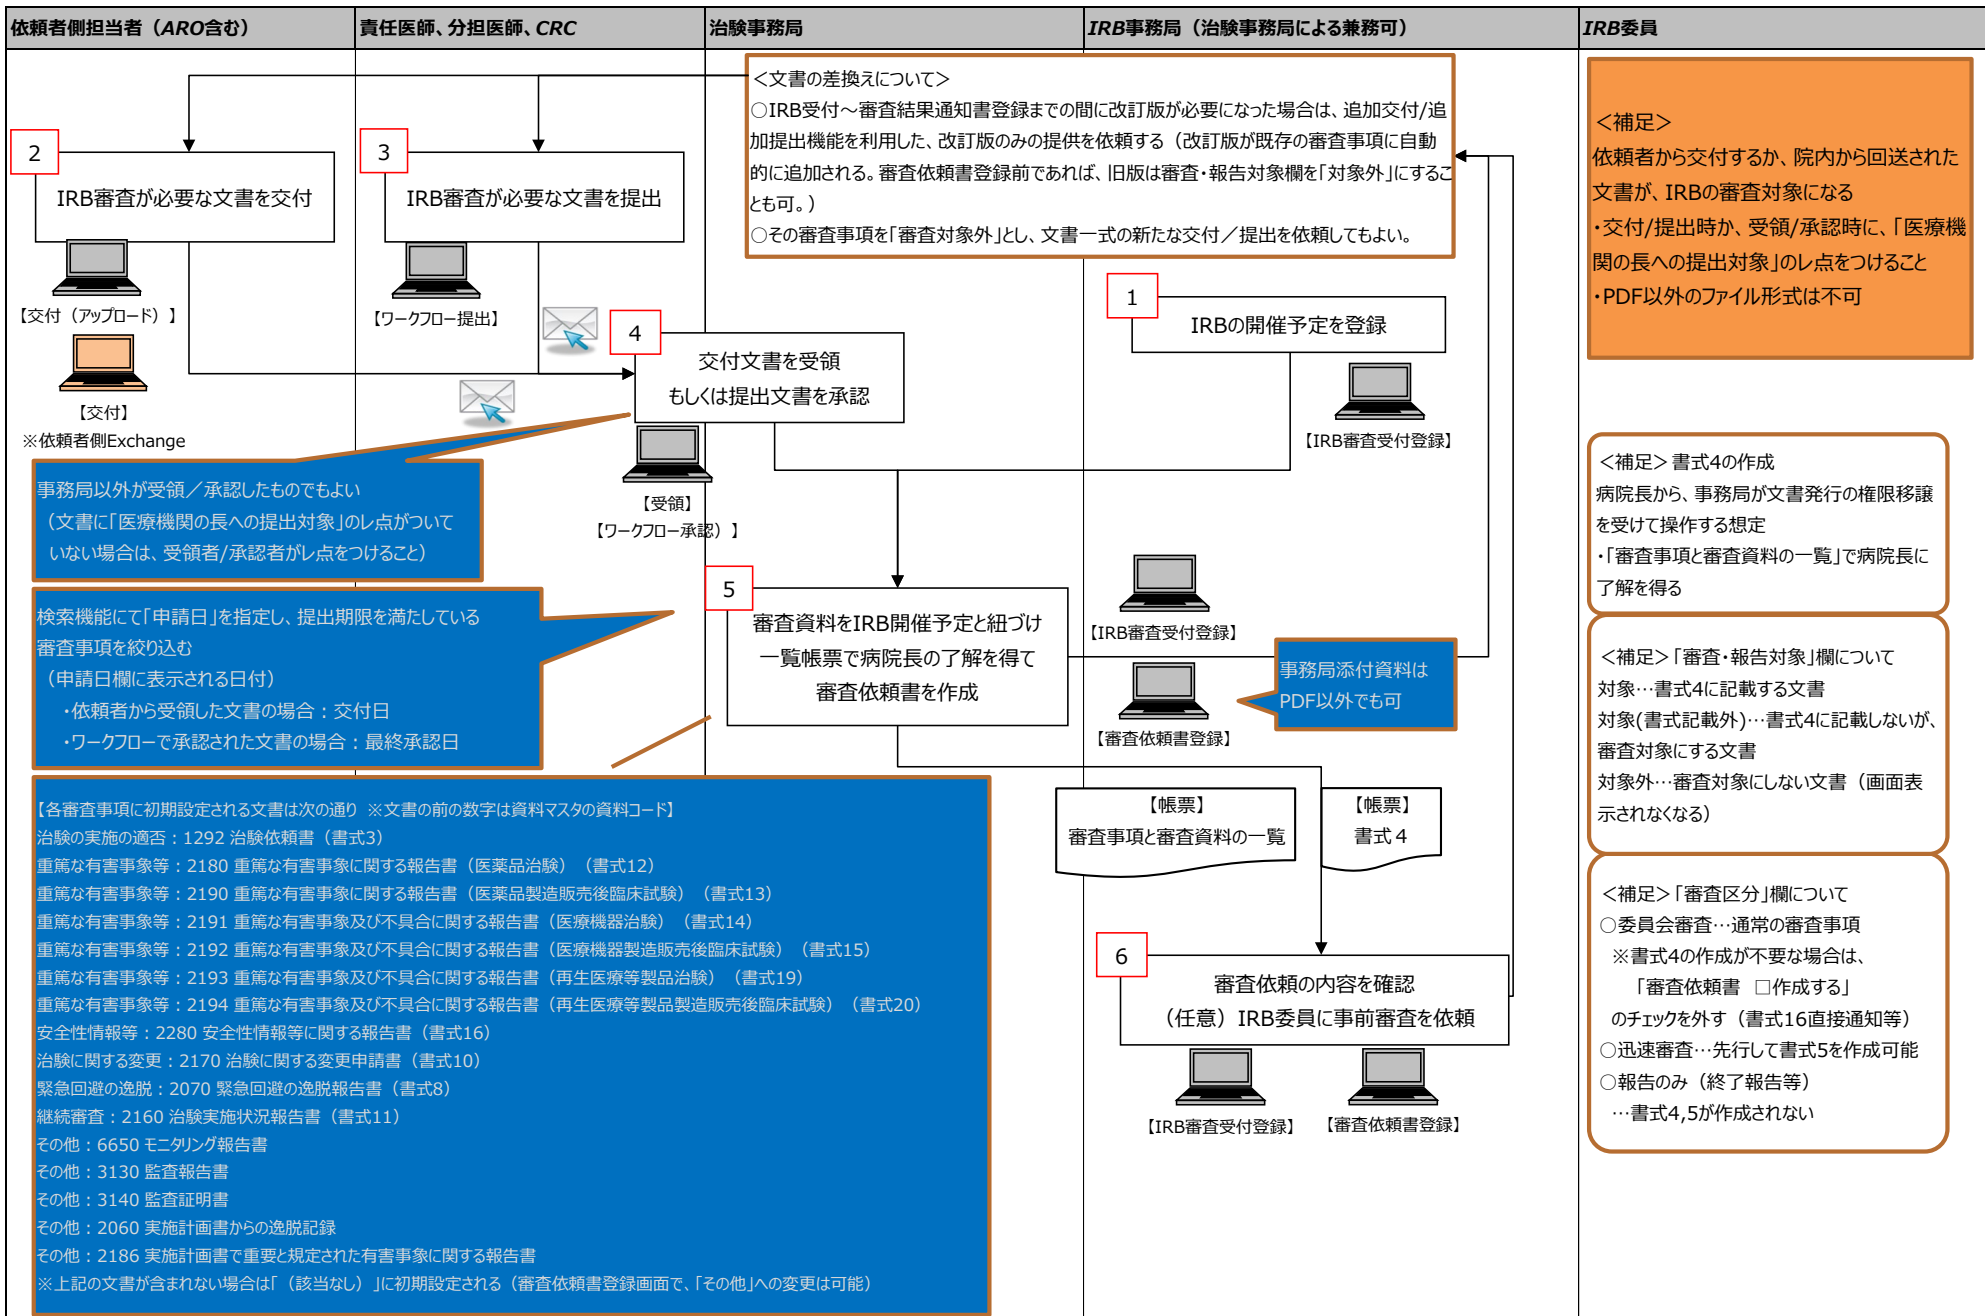 依頼者側担当者（ARO含む）
責任医師、分担医師、CRC
治験事務局
IRB事務局（治験事務局による兼務可）
IRB委員
＜文書の差換えについて＞
○IRB受付～審査結果通知書登録までの間に改訂版が必要になった場合は、追加交付/追
加提出機能を利用した、改訂版のみの提供を依頼する（改訂版が既存の審査事項に自動
的に追加される。審査依頼書登録前であれば、旧版は審査・報告対象欄を「対象外」にするこ
とも可。）
○その審査事項を「審査対象外」とし、文書一式の新たな交付／提出を依頼してもよい。
＜補足＞
依頼者から交付するか、院内から回送された
文書が、IRBの審査対象になる
・交付/提出時か、受領/承認時に、「医療機
関の長への提出対象」のレ点をつけること
・PDF以外のファイル形式は不可
2
IRB審査が必要な文書を交付
【交付（アップロード）】
【交付】
※依頼者側Exchange
3
IRB審査が必要な文書を提出
【ワークフロー提出】
4
交付文書を受領
もしくは提出文書を承認
【受領】
【ワークフロー承認）】
1
IRBの開催予定を登録
【IRB審査受付登録】
事務局以外が受領／承認したものでもよい
（文書に「医療機関の長への提出対象」のレ点がついて
いない場合は、受領者/承認者がレ点をつけること）
検索機能にて「申請日」を指定し、提出期限を満たしている
審査事項を絞り込む
（申請日欄に表示される日付）
・依頼者から受領した文書の場合：交付日
・ワークフローで承認された文書の場合：最終承認日
5
審査資料をIRB開催予定と紐づけ
一覧帳票で病院長の了解を得て
審査依頼書を作成
【IRB審査受付登録】
【審査依頼書登録】
事務局添付資料は
PDF以外でも可
＜補足＞書式4の作成
病院長から、事務局が文書発行の権限移譲
を受けて操作する想定
・「審査事項と審査資料の一覧」で病院長に
了解を得る
＜補足＞「審査・報告対象」欄について
対象…書式4に記載する文書
対象(書式記載外)…書式4に記載しないが、
審査対象にする文書
対象外…審査対象にしない文書（画面表
示されなくなる）
【各審査事項に初期設定される文書は次の通り ※文書の前の数字は資料マスタの資料コード】
治験の実施の適否：1292 治験依頼書（書式3）
重篤な有害事象等：2180 重篤な有害事象に関する報告書（医薬品治験）（書式12）
重篤な有害事象等：2190 重篤な有害事象に関する報告書（医薬品製造販売後臨床試験）（書式13）
重篤な有害事象等：2191 重篤な有害事象及び不具合に関する報告書（医療機器治験）（書式14）
重篤な有害事象等：2192 重篤な有害事象及び不具合に関する報告書（医療機器製造販売後臨床試験）（書式15）
重篤な有害事象等：2193 重篤な有害事象及び不具合に関する報告書（再生医療等製品治験）（書式19）
重篤な有害事象等：2194 重篤な有害事象及び不具合に関する報告書（再生医療等製品製造販売後臨床試験）（書式20）
安全性情報等：2280 安全性情報等に関する報告書（書式16）
治験に関する変更：2170 治験に関する変更申請書（書式10）
緊急回避の逸脱：2070 緊急回避の逸脱報告書（書式8）
継続審査：2160 治験実施状況報告書（書式11）
その他：6650 モニタリング報告書
その他：3130 監査報告書
その他：3140 監査証明書
その他：2060 実施計画書からの逸脱記録
その他：2186 実施計画書で重要と規定された有害事象に関する報告書
※上記の文書が含まれない場合は「（該当なし）」に初期設定される（審査依頼書登録画面で、「その他」への変更は可能）
【帳票】
審査事項と審査資料の一覧
【帳票】
書式４
6
審査依頼の内容を確認
（任意）IRB委員に事前審査を依頼
【IRB審査受付登録】
【審査依頼書登録】
＜補足＞「審査区分」欄について
○委員会審査…通常の審査事項
※書式4の作成が不要な場合は、
「審査依頼書　□作成する」
のチェックを外す（書式16直接通知等）
○迅速審査…先行して書式5を作成可能
○報告のみ（終了報告等）
…書式4,5が作成されない